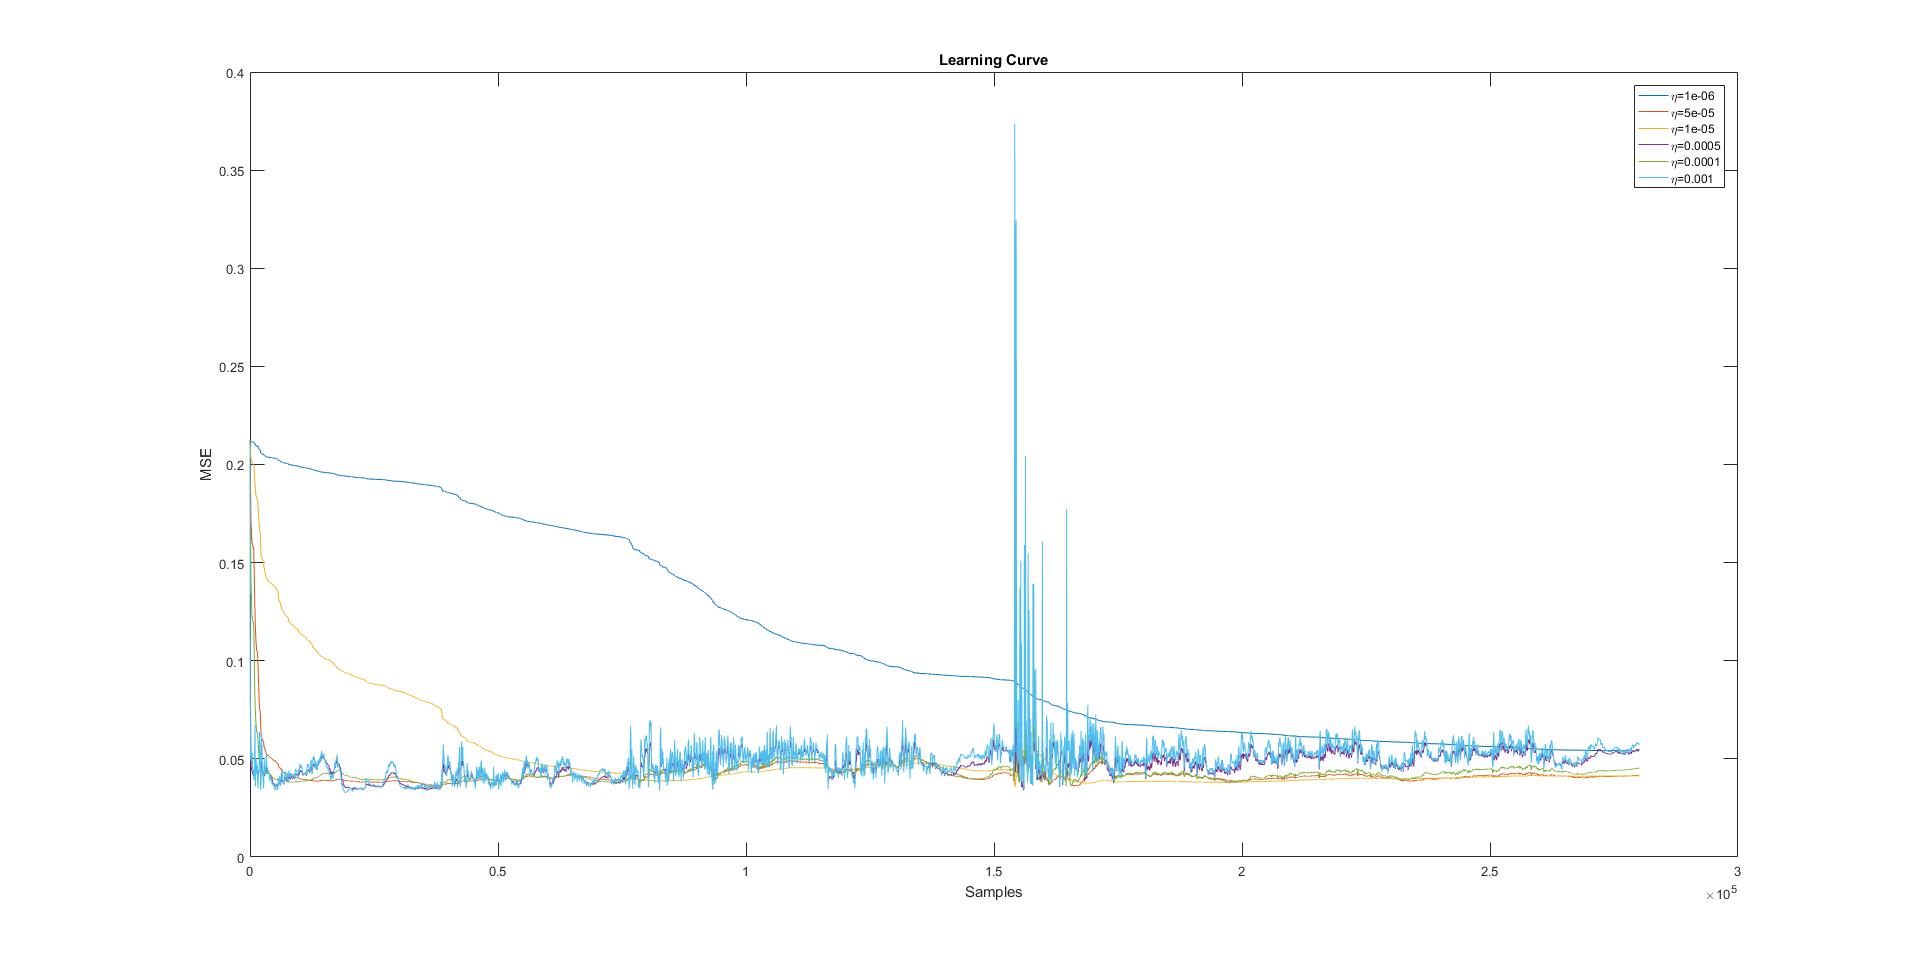 Learning Curve
0.4
0.35
0.3
0.25
0.2
0.15
0.1
0.05
0
MSE
η=1e-06
η=5e-05
η=1e-05
η=0.0005
η=0.0001
η=0.001
0 0.5 1 1.5 2 2.5 3
Samples
×10⁵